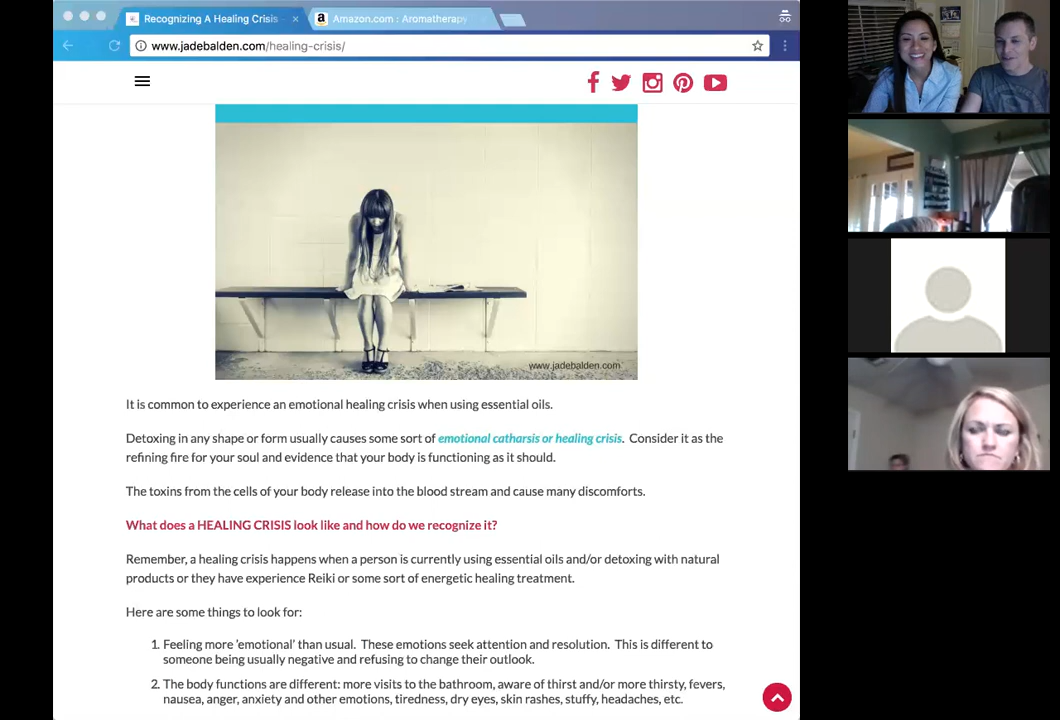 Recognizing A Healing Crisis
Amazon.com : Aromatherapy
www.jadebalden.com/healing-crisis/
www.jadebalden.com
It is common to experience an emotional healing crisis when using essential oils.
Detoxing in any shape or form usually causes some sort of emotional catharsis or healing crisis. Consider it as the
refining fire for your soul and evidence that your body is functioning as it should.
The toxins from the cells of your body release into the blood stream and cause many discomforts.
What does a HEALING CRISIS look like and how do we recognize it?
Remember, a healing crisis happens when a person is currently using essential oils and/or detoxing with natural
products or they have experience Reiki or some sort of energetic healing treatment.
Here are some things to look for:
1. Feeling more 'emotional' than usual. These emotions seek attention and resolution. This is different to
someone being usually negative and refusing to change their outlook.
2. The body functions are different: more visits to the bathroom, aware of thirst and/or more thirsty, fevers,
nausea, anger, anxiety and other emotions, tiredness, dry eyes, skin rashes, stuffy, headaches, etc.